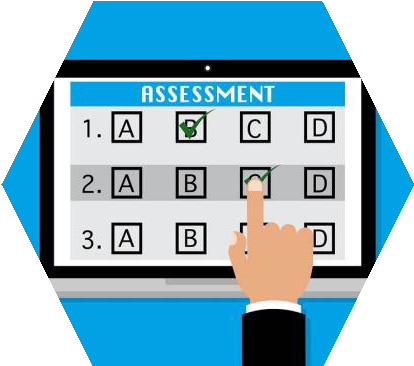 ASSESSMENT
1. A B C D
2. A B D
3. A B D